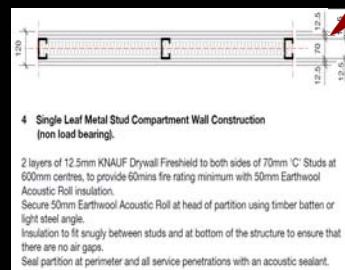 12.5
120
70
12.5
12.5
4 Single Leaf Metal Stud Compartment Wall Construction
(non load bearing).
2 layers of 12.5mm KNAUF Drywall Fireshield to both sides of 70mm 'C' Studs at
600mm centres, to provide 60mins fire rating minimum with 50mm Earthwool
Acoustic Roll insulation.
Secure 50mm Earthwool Acoustic Roll at head of partition using timber batten or
light steel angle.
Insulation to fit snugly between studs and at bottom of the structure to ensure that
there are no air gaps.
Seal partition at perimeter and all service penetrations with an acoustic sealant.